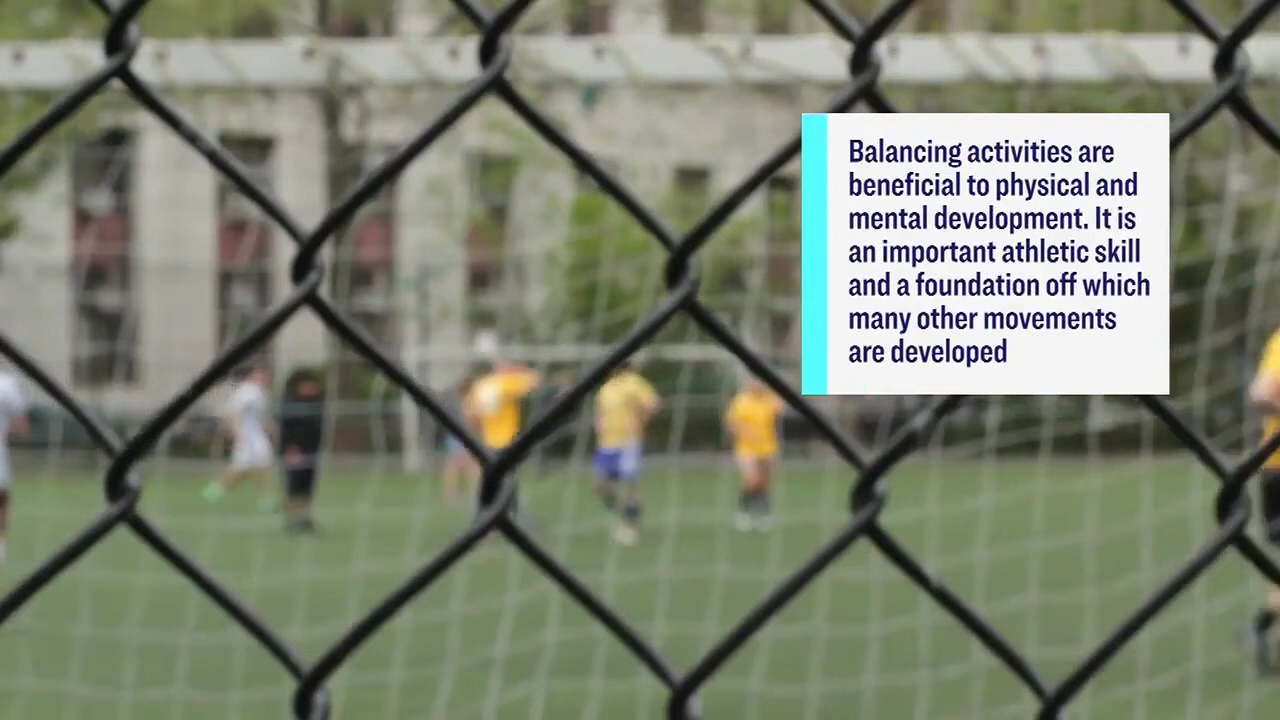 Balancing activities are
beneficial to physical and
mental development. It is
an important athletic skill
and a foundation off which
many other movements
are developed